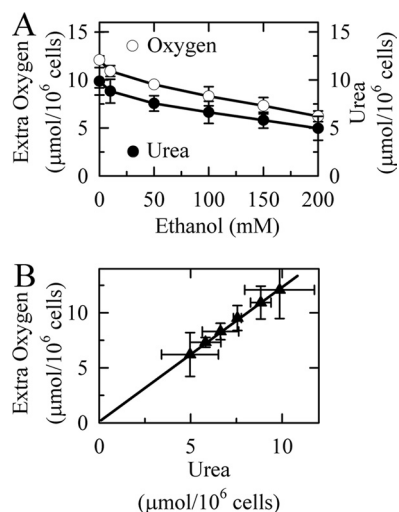 A
15
10
5
0
Extra Oxygen
(μmol/10⁶ cells)
Oxygen
Urea
15
10
5
0
Urea
(μmol/10⁶ cells)
0 50 100 150 200
Ethanol (mM)
B
10
5
0
Extra Oxygen
(μmol/10⁶ cells)
0 5 10
Urea
(μmol/10⁶ cells)